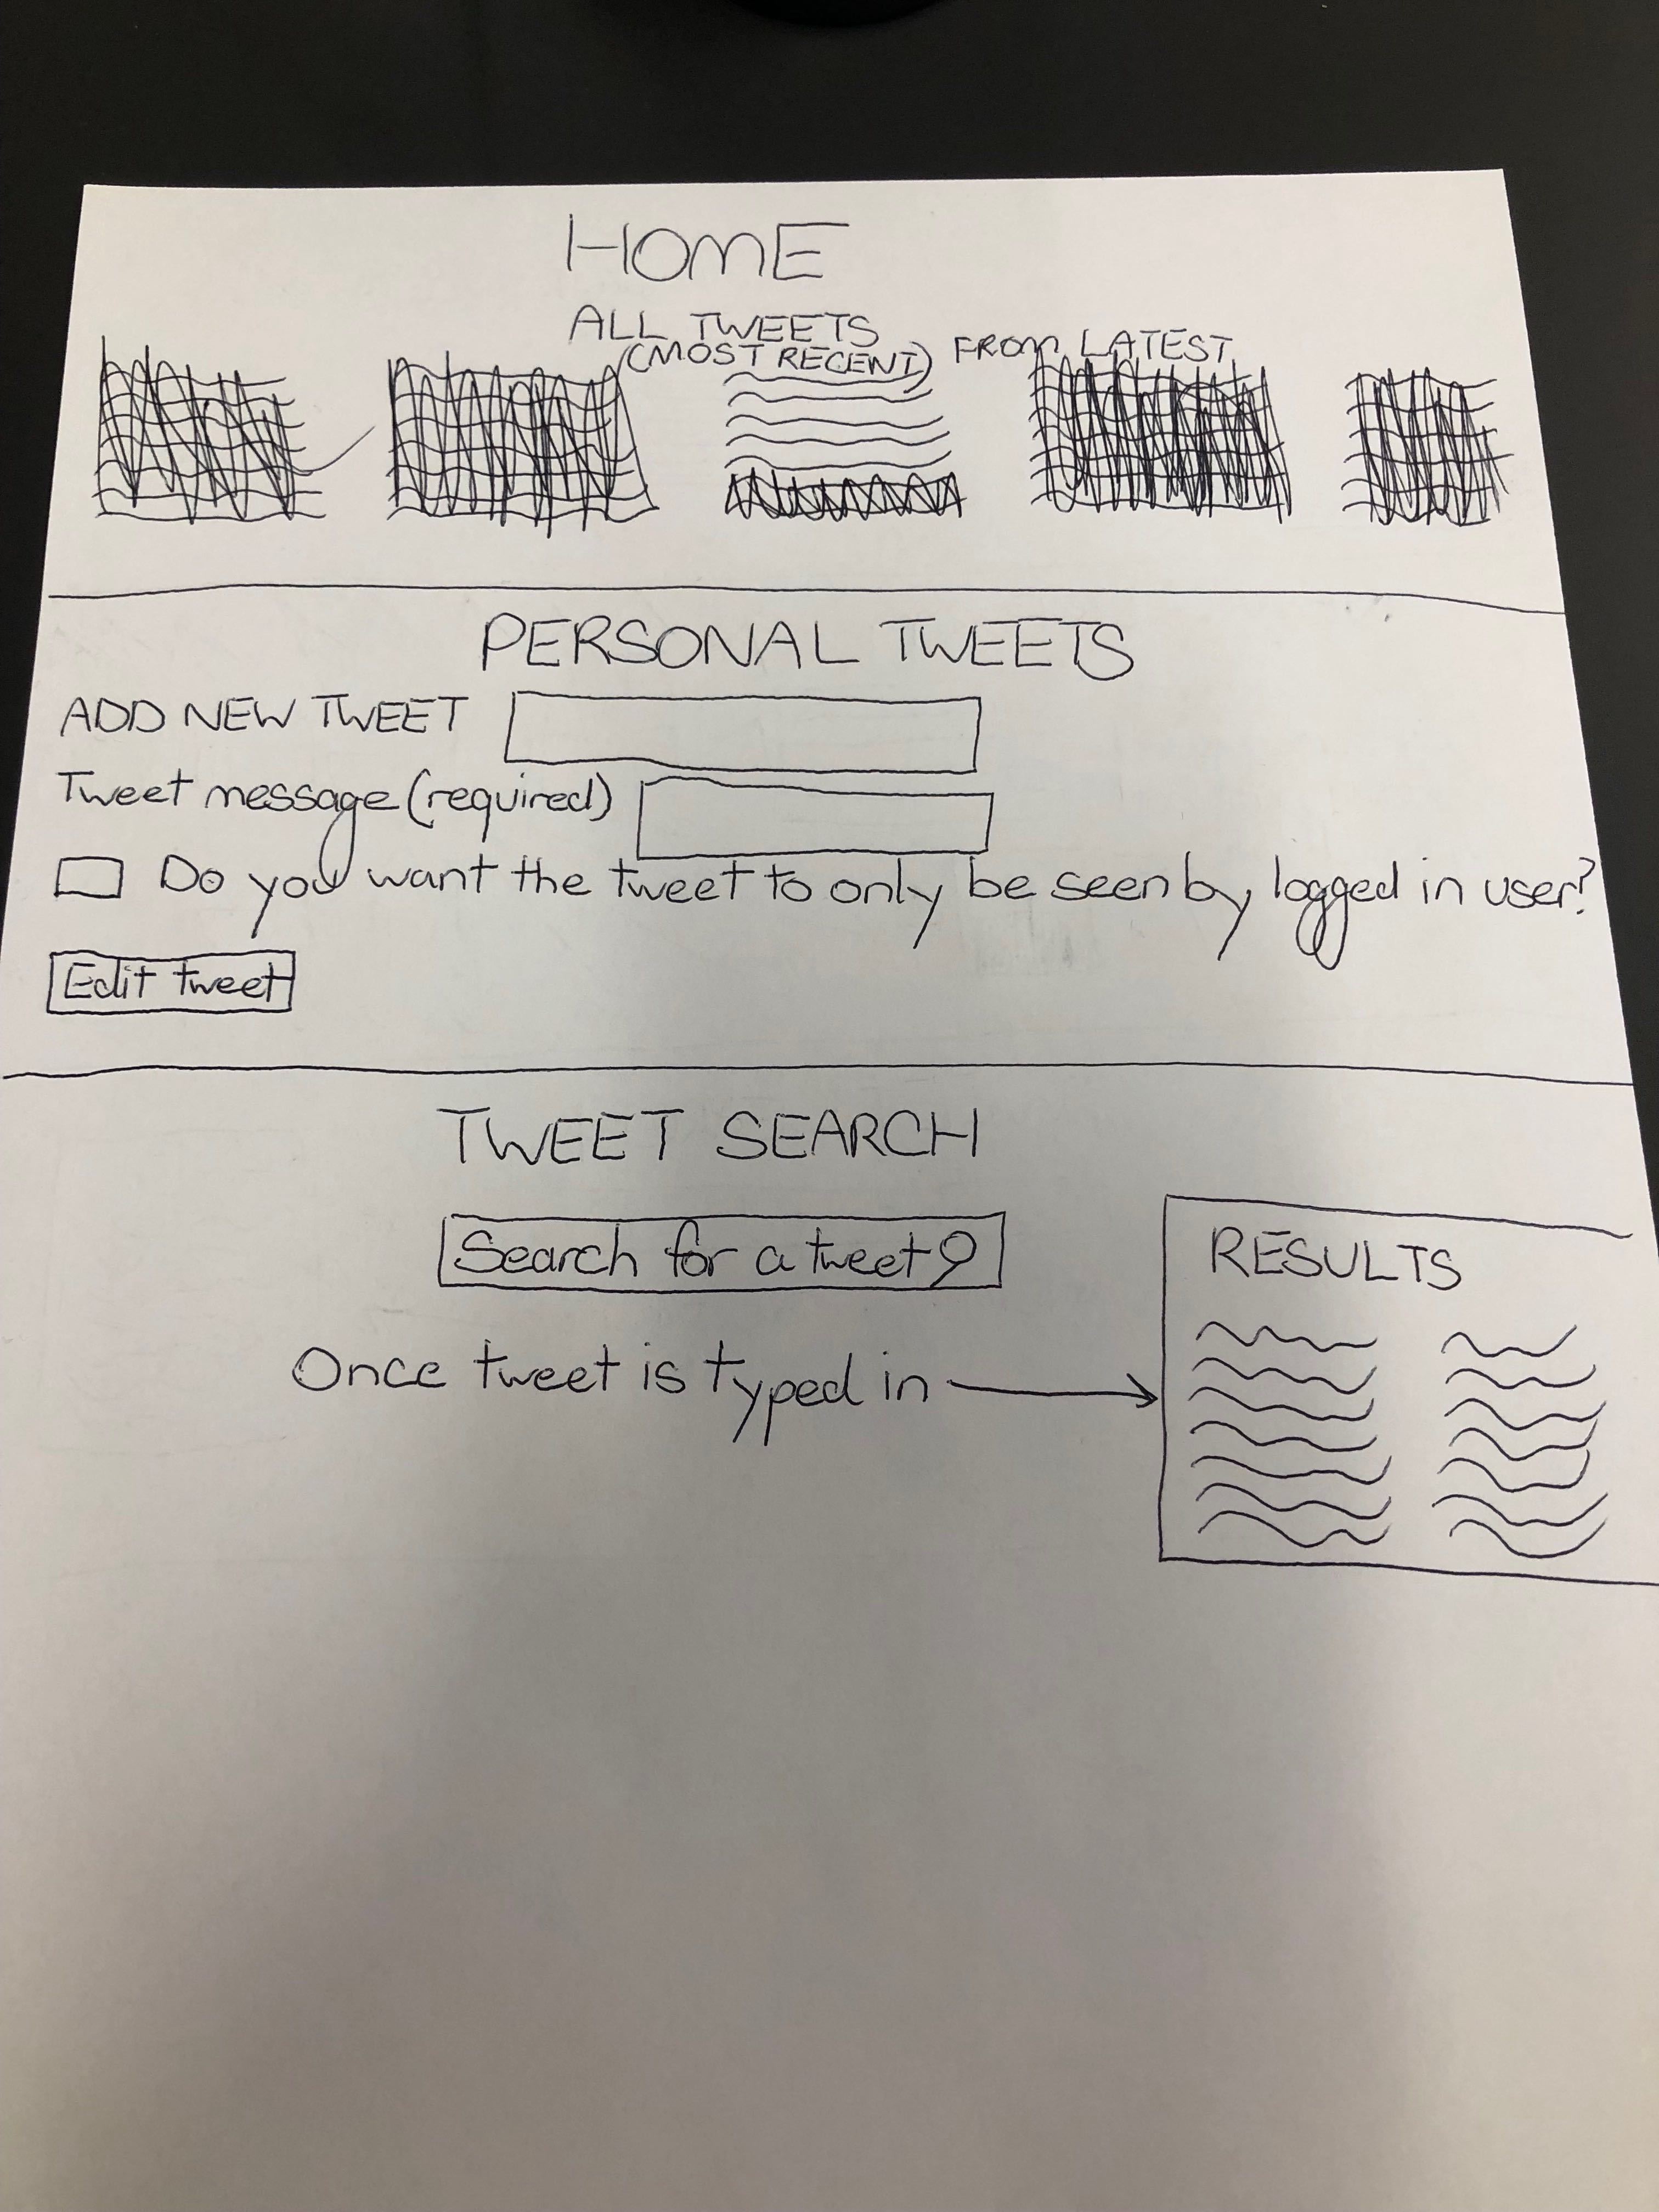 HOME
ALL TWEETS
(MOST RECENT) FROM LATEST
PERSONAL TWEETS
ADD NEW TWEET
Tweet message (required)
Do you want the tweet to only be seen by logged in user?
Edit tweet
TWEET SEARCH
Search for a tweet
RESULTS
Once tweet is typed in